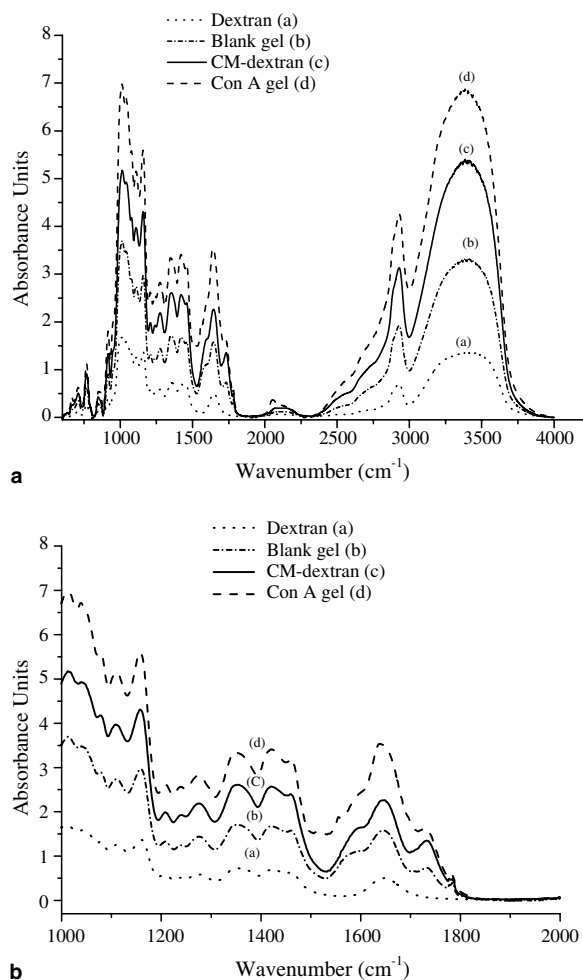 Dextran (a)
Blank gel (b)
CM-dextran (c)
Con A gel (d)
8
7
6
5
4
3
2
1
0
Absorbance Units
(d)
(c)
(b)
(a)
1000 1500 2000 2500 3000 3500 4000
Wavenumber (cm-1)
a
Dextran (a)
Blank gel (b)
CM-dextran (c)
Con A gel (d)
8
7
6
5
4
3
2
1
0
Absorbance Units
(d)
(C)
(b)
(a)
1000 1200 1400 1600 1800 2000
Wavenumber (cm-1)
b